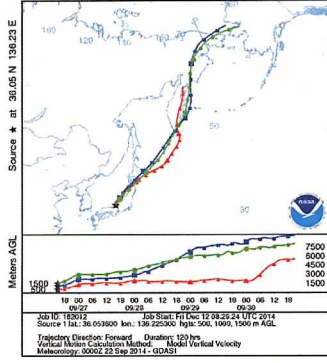 Source ★ at 36.05 N 136.23 E
160
120
50
30
noaa
Meters AGL
1500
500
7500
6000
4500
3000
1500
18 00 06 12 18 00 06 12 18 00 06 12 18 00 06 12 18
09/27 09/28 09/29 09/30
Job ID: 162012 Job Start: Fri Dec 12 08:29:24 UTC 2014
Source 1 lat.: 36.053600 lon.: 136.225300 hgts: 500, 1000, 1500 m AGL
Trajectory Direction: Forward Duration: 120 hrs
Vertical Motion Calculation Method: Model Vertical Velocity
Meteorology: 0000Z 22 Sep 2014 - GDAS1